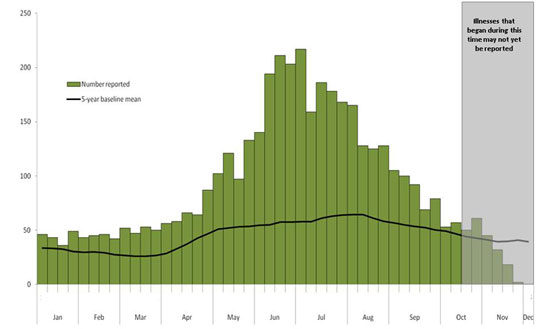 250
Illnesses that
began during this
time may not yet
be reported
200
Number reported
5-year baseline mean
150
100
50
0
Jan Feb Mar Apr May Jun Jul Aug Sep Oct Nov Dec